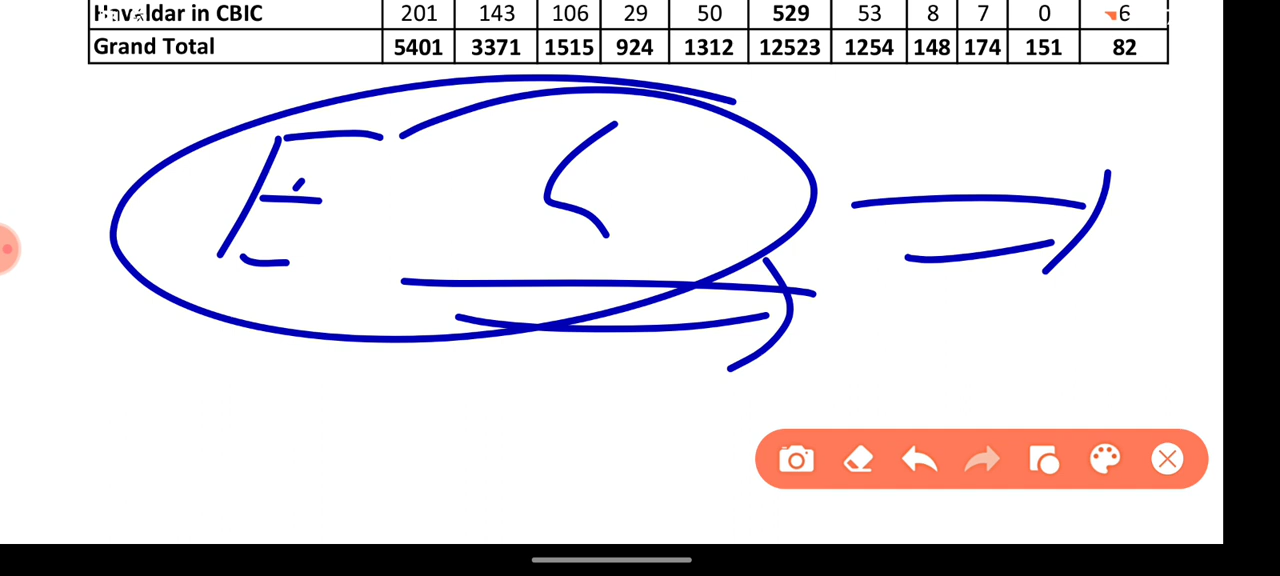 Havaldar in CBIC 201 143 106 29 50 529 53 8 7 0 6
Grand Total 5401 3371 1515 924 1312 12523 1254 148 174 151 82
E